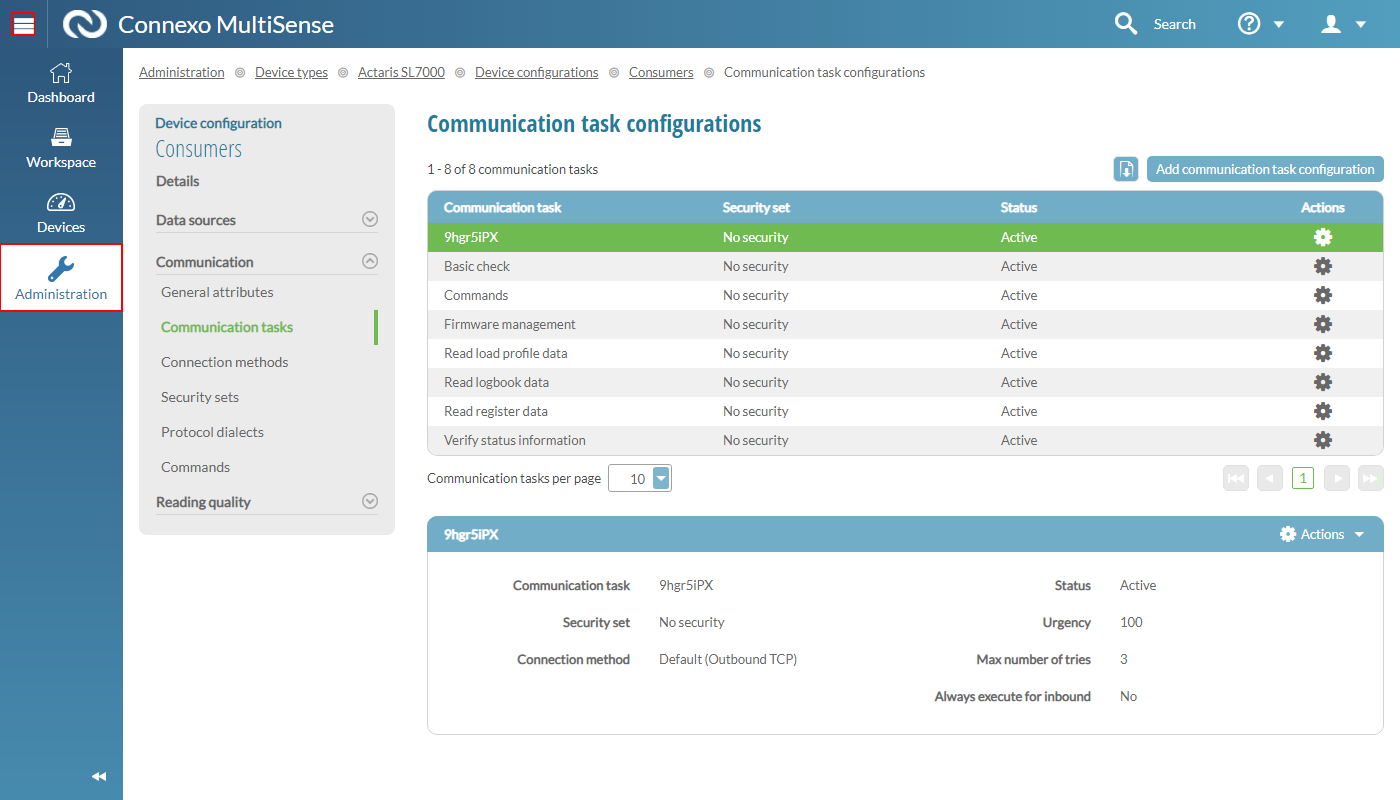 Connexo MultiSense
Search
Dashboard
Workspace
Devices
Administration
Administration Device types Actaris SL7000 Device configurations Consumers Communication task configurations
Device configuration
Consumers
Details
Data sources
Communication
General attributes
Communication tasks
Connection methods
Security sets
Protocol dialects
Commands
Reading quality
Communication task configurations
1 - 8 of 8 communication tasks
Add communication task configuration
Communication task Security set Status Actions
9hgr5iPX No security Active
Basic check No security Active
Commands No security Active
Firmware management No security Active
Read load profile data No security Active
Read logbook data No security Active
Read register data No security Active
Verify status information No security Active
Communication tasks per page 10
1
9hgr5iPX Actions
Communication task 9hgr5iPX Status Active
Security set No security Urgency 100
Connection method Default (Outbound TCP) Max number of tries 3
Always execute for inbound No